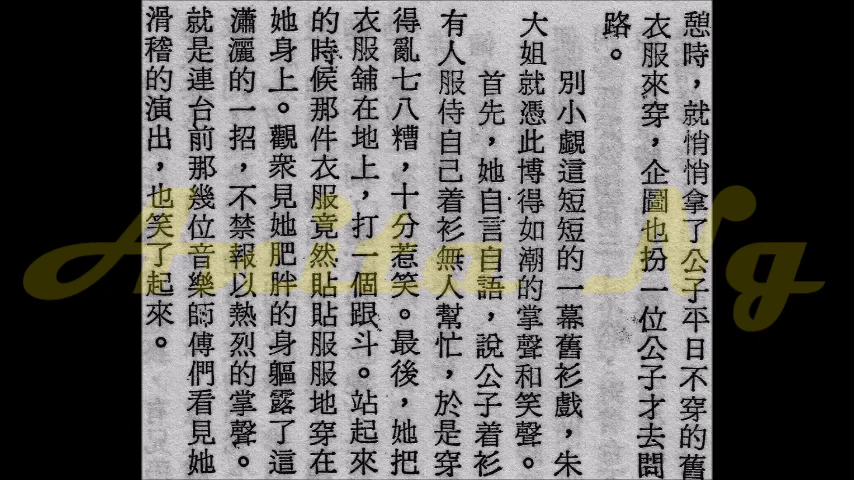 憩時，就悄悄拿了公子平日不穿的舊
衣服來穿，企圖也扮一位公子才去問
路。
別小覷這短短的一幕舊衫戲，朱
大姐就憑此博得如潮的掌聲和笑聲。
首先，她自言自語，說公子着衫
有人服侍自己着衫無人幫忙，於是穿
得亂七八糟，十分惹笑。最後，她把
衣服舖在地上，打一個跟斗。站起來
的時候那件衣服竟然貼貼服服地穿在
她身上。觀衆見她肥胖的身軀露了這
瀟灑的一招，不禁報以熱烈的掌聲。
就是連台前那幾位音樂師傅們看見她
滑稽的演出，也笑了起來。
Anita Ng